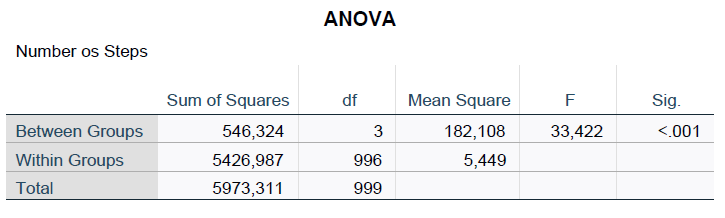 ANOVA
Number os Steps
Sum of Squares df Mean Square F Sig.
Between Groups 546,324 3 182,108 33,422 <.001
Within Groups 5426,987 996 5,449
Total 5973,311 999